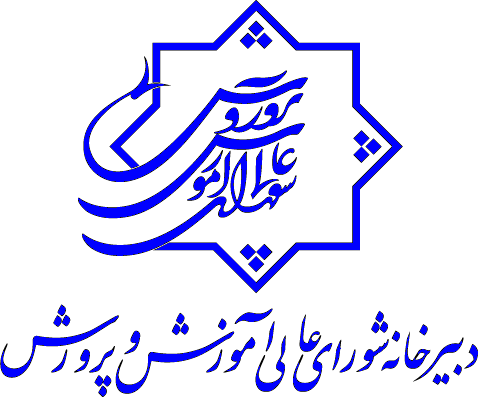 شورای عالی آموزش پرورش
دبیرخانه شورای عالی آموزش و پرورش